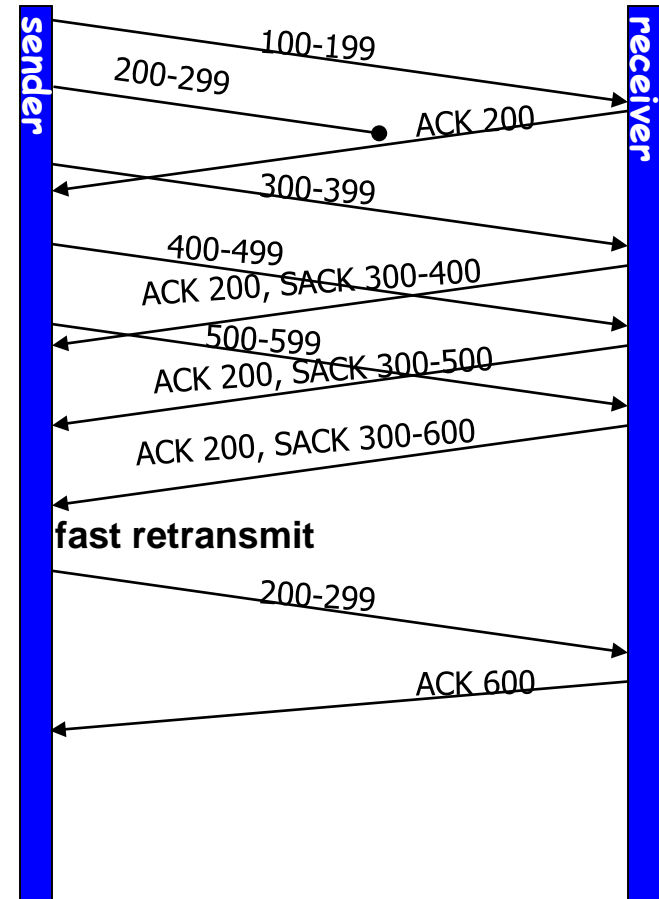 sender
receiver
100-199
200-299
ACK 200
300-399
400-499
ACK 200, SACK 300-400
500-599
ACK 200, SACK 300-500
ACK 200, SACK 300-600
fast retransmit
200-299
ACK 600